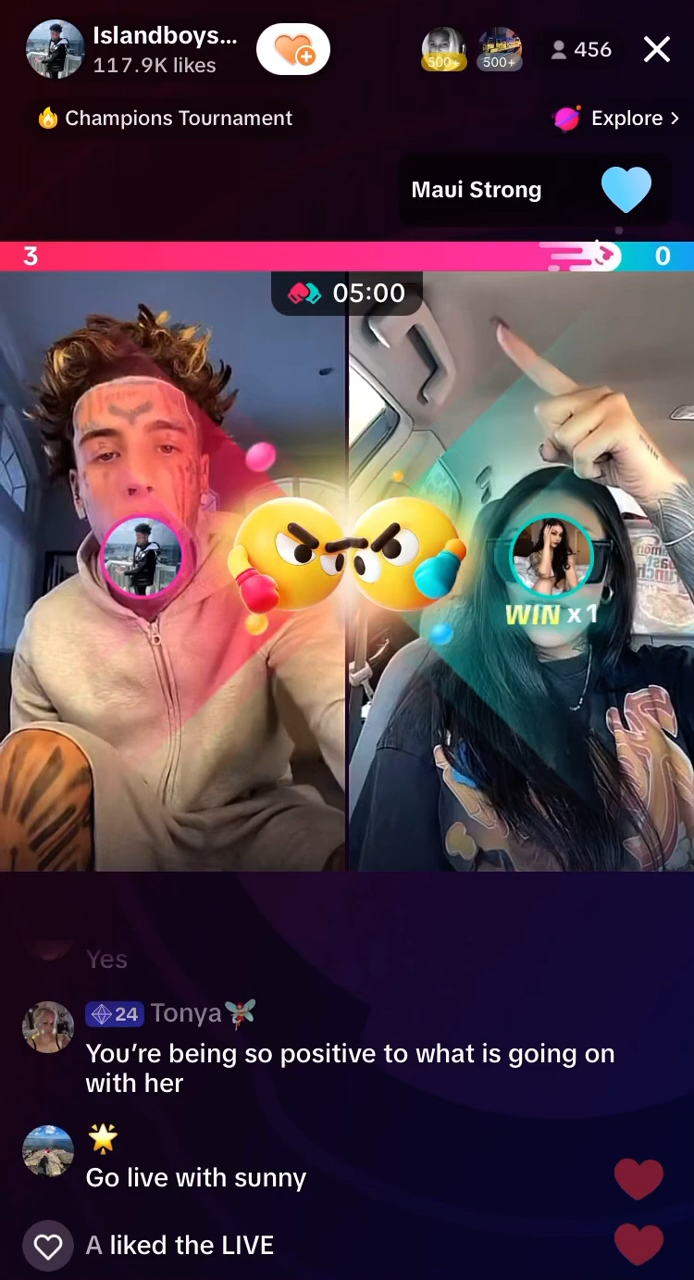 Islandboys...
117.9K likes
500+
500+
456
Champions Tournament
Explore >
Maui Strong
3
0
05:00
WIN x1
Yes
24 Tonya
You’re being so positive to what is going on
with her
Go live with sunny
A liked the LIVE